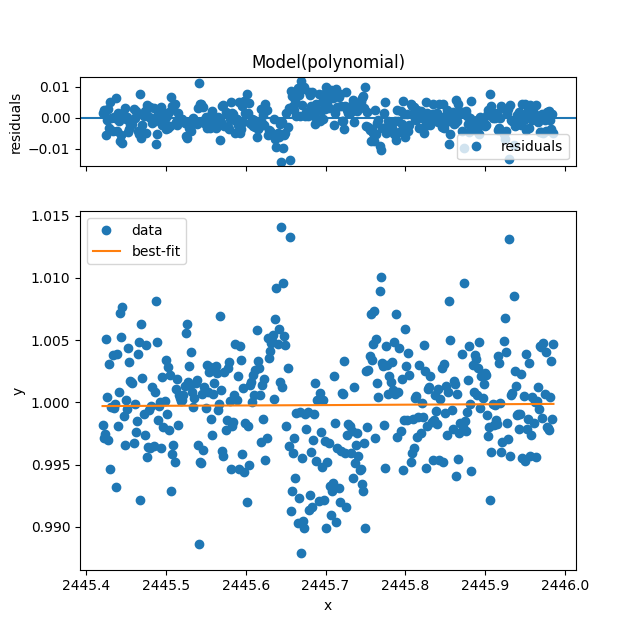 Model(polynomial)
0.01
0.00
−0.01
residuals
residuals
1.015
1.010
1.005
1.000
0.995
0.990
y
data
best-fit
2445.4 2445.5 2445.6 2445.7 2445.8 2445.9 2446.0
x